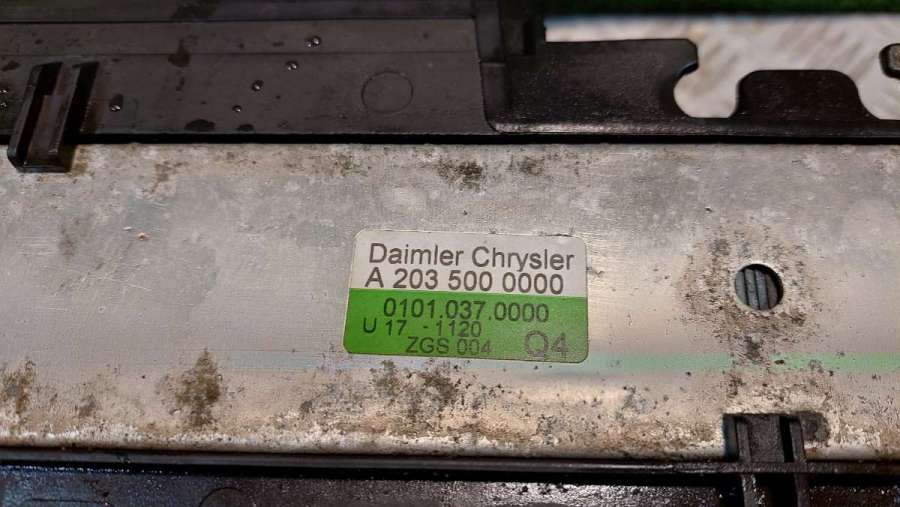 Daimler Chrysler
A 203 500 0000
0101.037.0000
U 17 - 1120
ZGS 004 Q4